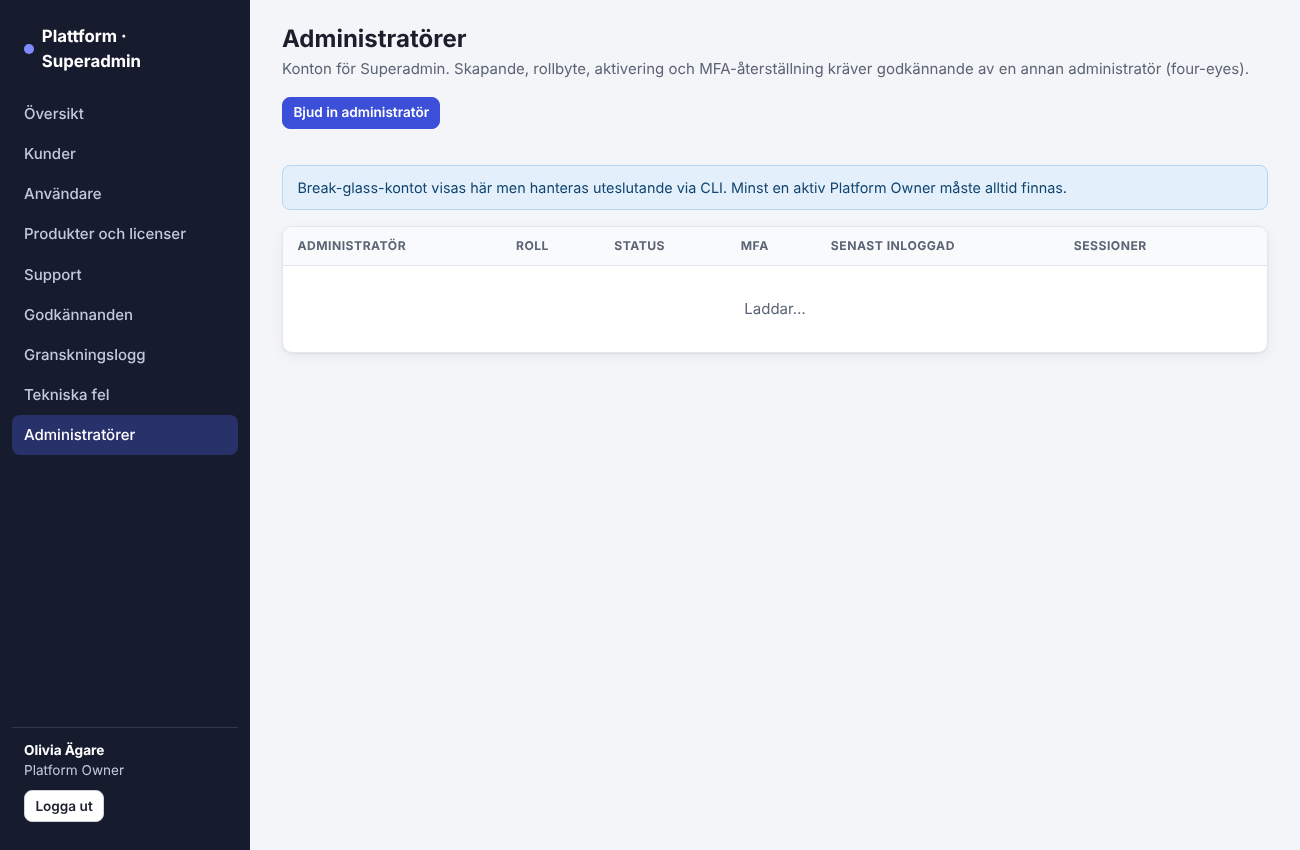 Plattform ·
Superadmin
Översikt
Kunder
Användare
Produkter och licenser
Support
Godkännanden
Granskningslogg
Tekniska fel
Administratörer
Olivia Ägare
Platform Owner
Logga ut
Administratörer
Konton för Superadmin. Skapande, rollbyte, aktivering och MFA-återställning kräver godkännande av en annan administratör (four-eyes).
Bjud in administratör
Break-glass-kontot visas här men hanteras uteslutande via CLI. Minst en aktiv Platform Owner måste alltid finnas.
ADMINISTRATÖR ROLL STATUS MFA SENAST INLOGGAD SESSIONER
Laddar…